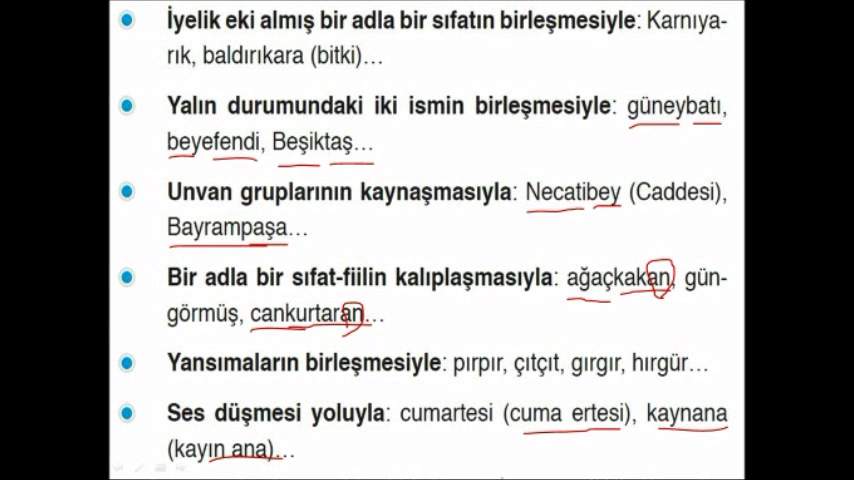 İyelik eki almış bir adla bir sıfatın birleşmesiyle: Karnıya-
rık, baldırıkara (bitki)…
Yalın durumundaki iki ismin birleşmesiyle: güneybatı,
beyefendi, Beşiktaş…
Unvan gruplarının kaynaşmasıyla: Necatibey (Caddesi),
Bayrampaşa…
Bir adla bir sıfat-fiilin kalıplaşmasıyla: ağaçkakan, gün-
görmüş, cankurtaran…
Yansımaların birleşmesiyle: pırpır, çıtçıt, gırgır, hırgür…
Ses düşmesi yoluyla: cumartesi (cuma ertesi), kaynana
(kayın ana)…